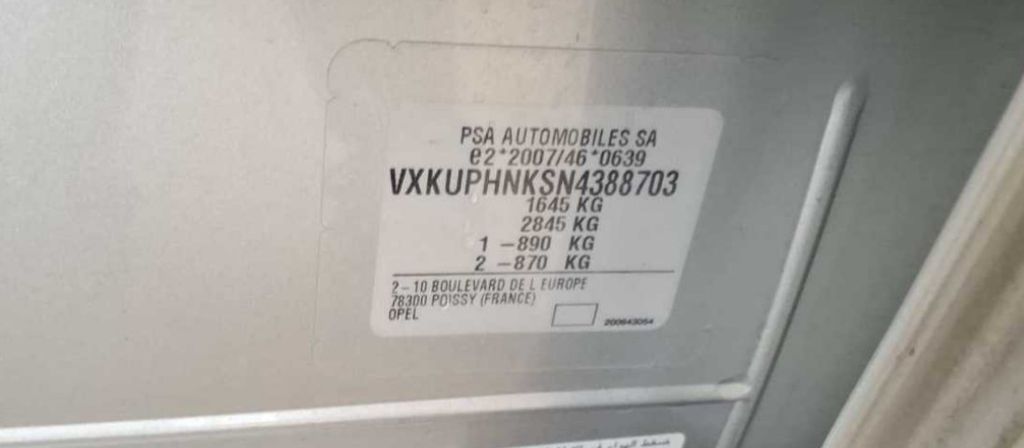 PSA AUTOMOBILES SA
e2*2007/46*0639
VXKUPHNKSN4388703
1645 KG
2845 KG
1 -890 KG
2 -870 KG
2-10 BOULEVARD DE L EUROPE
78300 POISSY (FRANCE)
OPEL
200643054